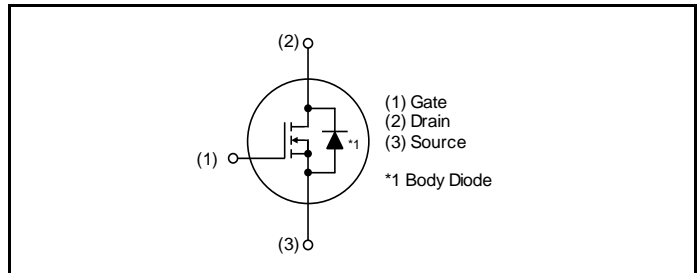 (2)
(1) Gate
(2) Drain
(3) Source
*1
(1)
*1 Body Diode
(3)